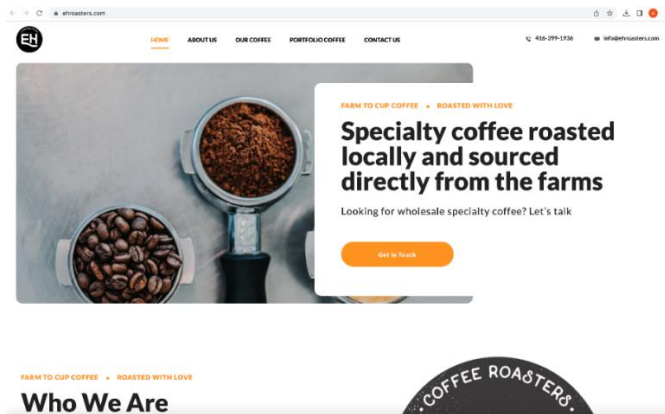 ehroasters.com
EH
HOME ABOUT US OUR COFFEE PORTFOLIO COFFEE CONTACT US
416-299-1936 info@ehroasters.com
FARM TO CUP COFFEE • ROASTED WITH LOVE
Specialty coffee roasted
locally and sourced
directly from the farms
Looking for wholesale specialty coffee? Let's talk
Get in Touch
FARM TO CUP COFFEE • ROASTED WITH LOVE
Who We Are
COFFEE ROASTERS